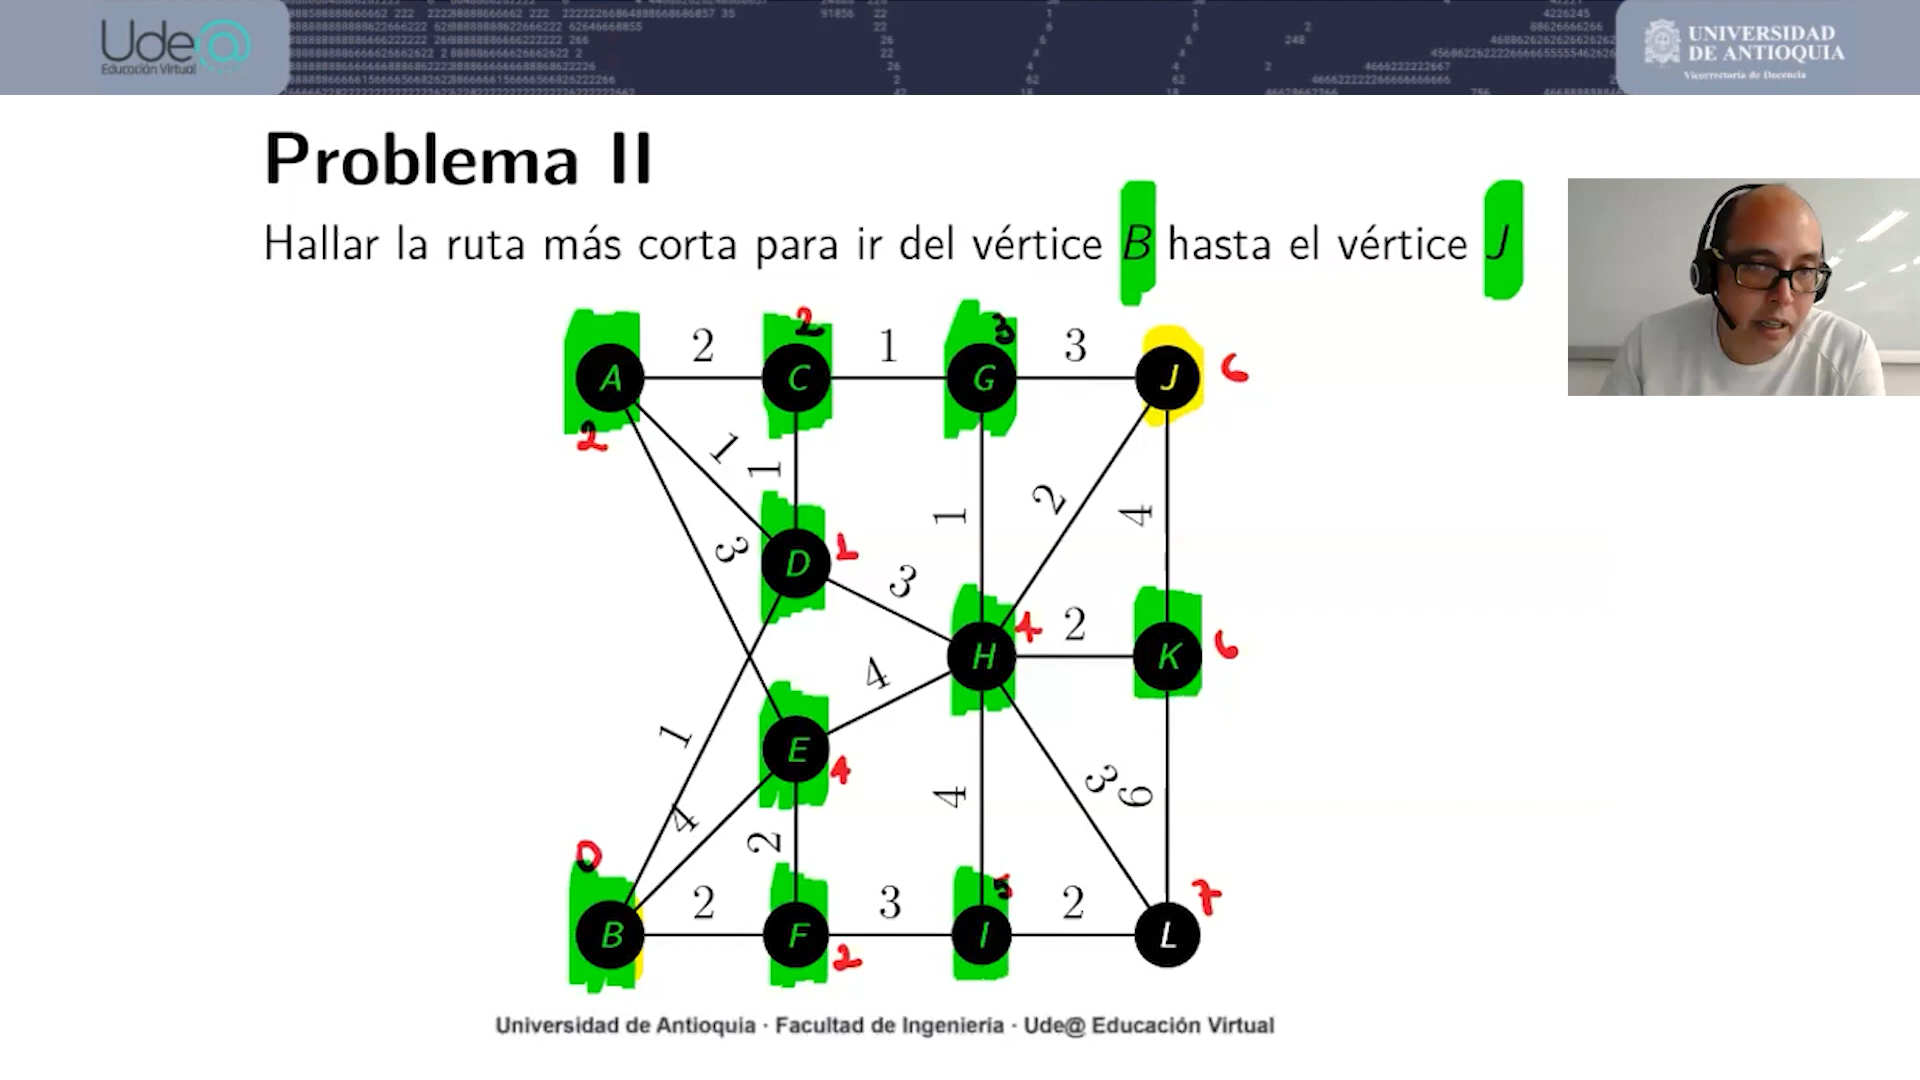 Ude@
Educación Virtual
UNIVERSIDAD
DE ANTIOQUIA
Vicerrectoría de Docencia
Problema II
Hallar la ruta más corta para ir del vértice B hasta el vértice J
2 3
A 2 C 1 G 3 J 6
2
1 1
3 1 2 4
D 1 3
4
H 2 K 6
4
1
E 4
4 2 4 3 6
0
5 7
B 2 F 3 I 2 L
2
Universidad de Antioquia · Facultad de Ingeniería · Ude@ Educación Virtual